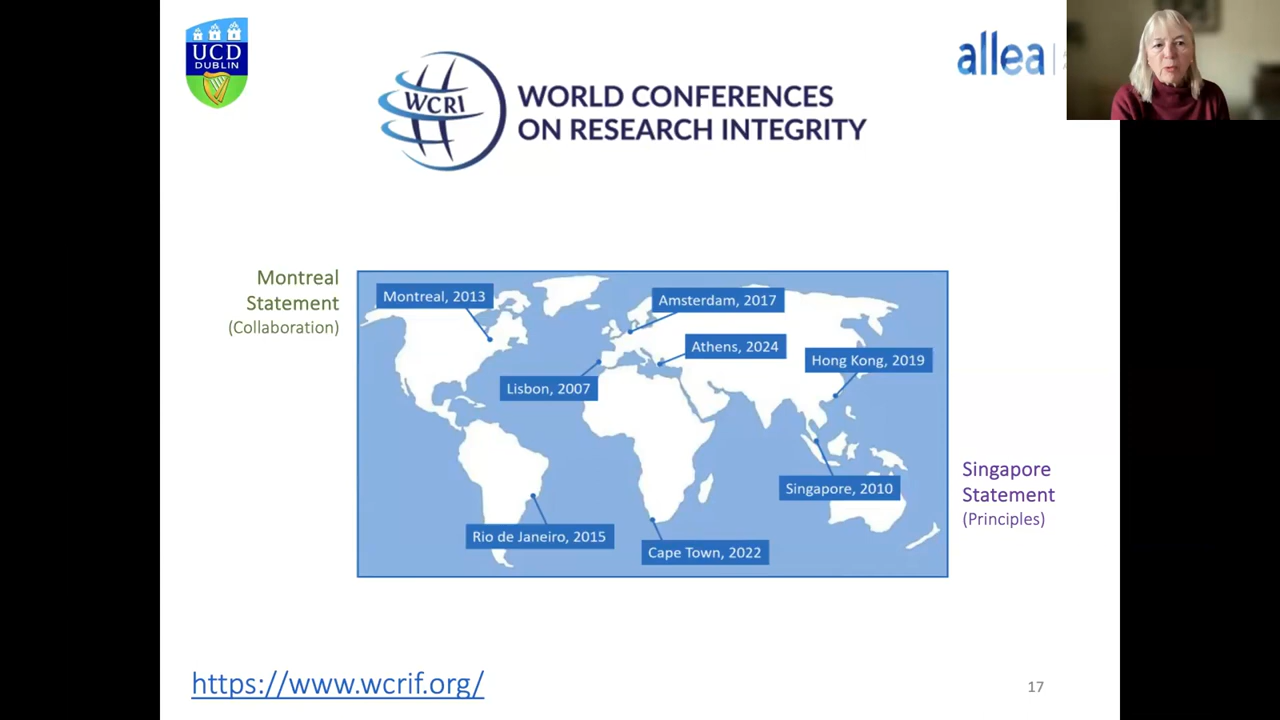 UCD
DUBLIN
WCRI
WORLD CONFERENCES
ON RESEARCH INTEGRITY
allea
Montreal
Statement
(Collaboration)
Montreal, 2013
Amsterdam, 2017
Athens, 2024
Hong Kong, 2019
Lisbon, 2007
Singapore, 2010
Rio de Janeiro, 2015
Cape Town, 2022
Singapore
Statement
(Principles)
https://www.wcrif.org/
17